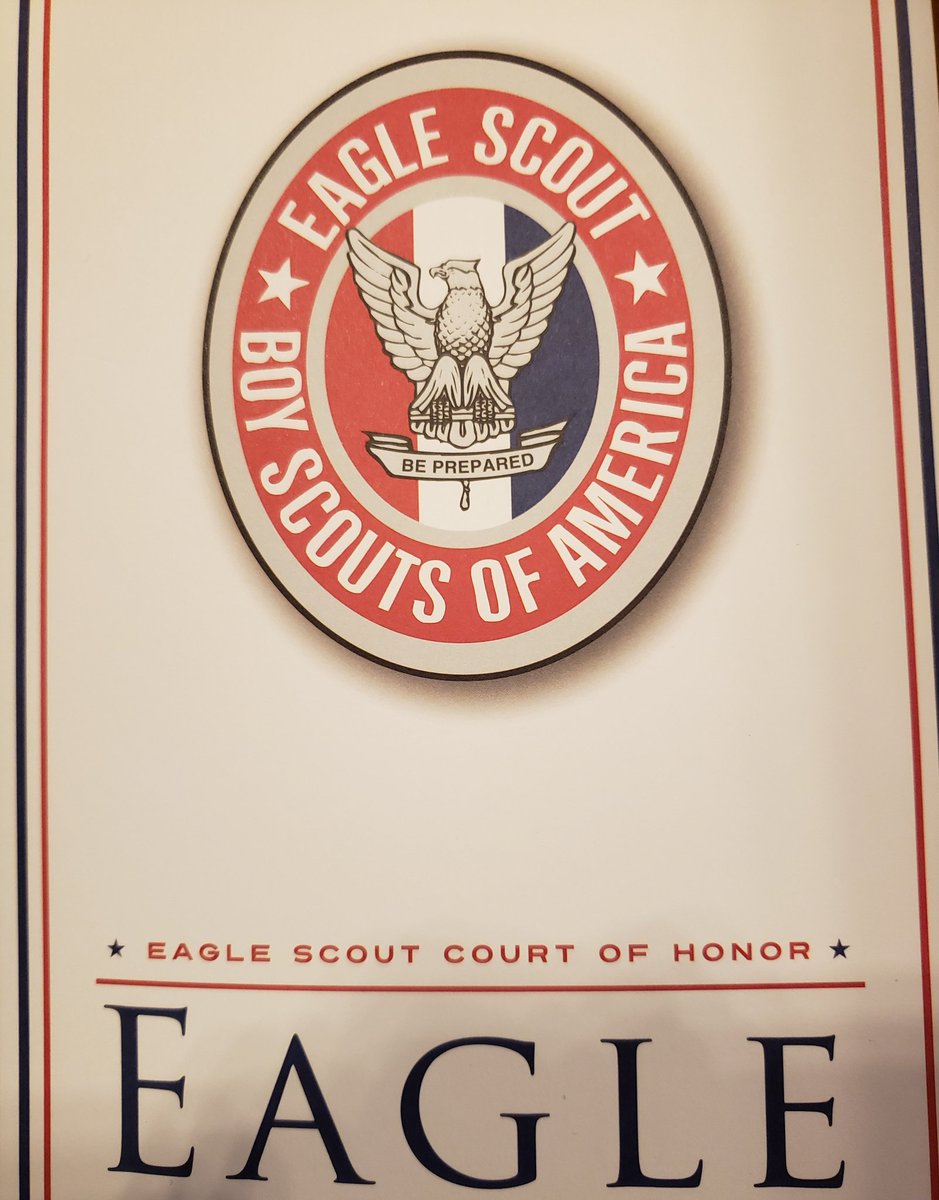 EAGLE SCOUT
BOY SCOUTS OF AMERICA
BE PREPARED
EAGLE SCOUT COURT OF HONOR
EAGLE